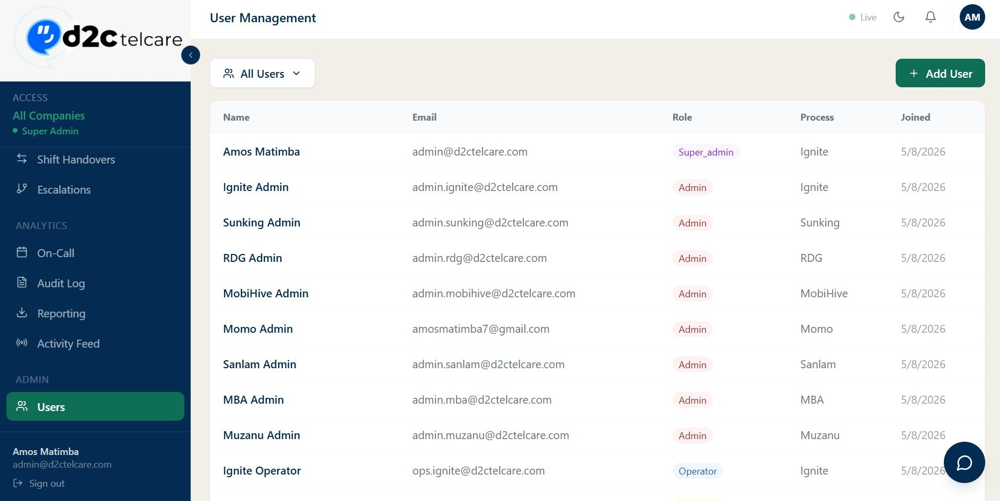 d2c telcare
ACCESS
All Companies
Super Admin
Shift Handovers
Escalations
ANALYTICS
On-Call
Audit Log
Reporting
Activity Feed
ADMIN
Users
Amos Matimba
admin@d2ctelcare.com
Sign out
User Management
Live
AM
All Users
+ Add User
Name Email Role Process Joined
Amos Matimba admin@d2ctelcare.com Super_admin Ignite 5/8/2026
Ignite Admin admin.ignite@d2ctelcare.com Admin Ignite 5/8/2026
Sunking Admin admin.sunking@d2ctelcare.com Admin Sunking 5/8/2026
RDG Admin admin.rdg@d2ctelcare.com Admin RDG 5/8/2026
MobiHive Admin admin.mobihive@d2ctelcare.com Admin MobiHive 5/8/2026
Momo Admin amosmatimba7@gmail.com Admin Momo 5/8/2026
Sanlam Admin admin.sanlam@d2ctelcare.com Admin Sanlam 5/8/2026
MBA Admin admin.mba@d2ctelcare.com Admin MBA 5/8/2026
Muzanu Admin admin.muzanu@d2ctelcare.com Admin Muzanu 5/8/2026
Ignite Operator ops.ignite@d2ctelcare.com Operator Ignite 5/8/2026